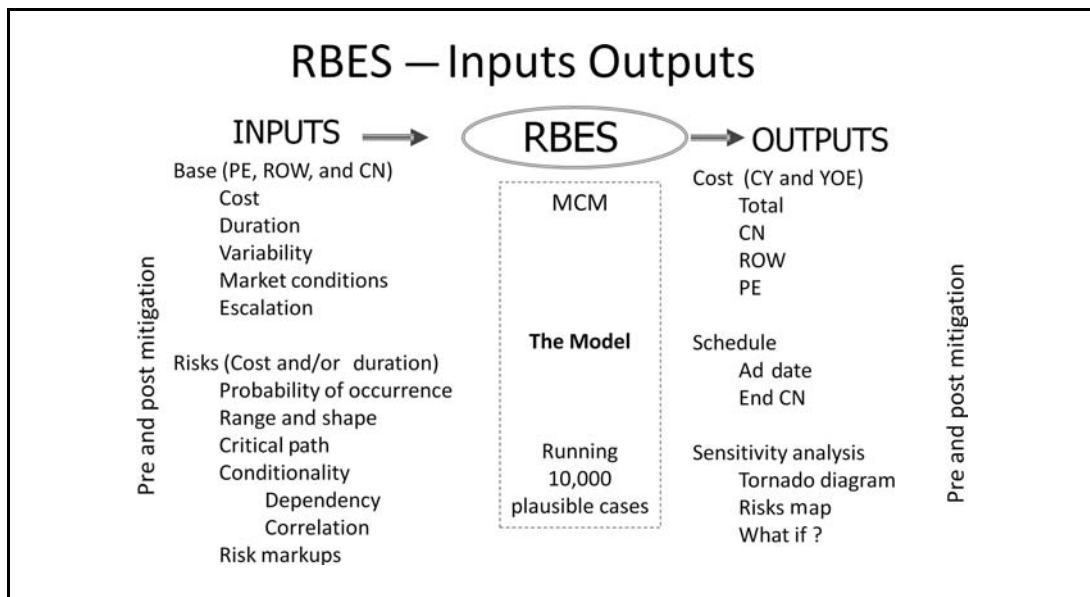 RBES — Inputs Outputs
INPUTS
Base (PE, ROW, and CN)
Cost
Duration
Variability
Market conditions
Escalation
Risks (Cost and/or duration)
Probability of occurrence
Range and shape
Critical path
Conditionality
Dependency
Correlation
Risk markups
Pre and post mitigation
RBES
MCM
The Model
Running
10,000
plausible cases
OUTPUTS
Cost (CY and YOE)
Total
CN
ROW
PE
Schedule
Ad date
End CN
Sensitivity analysis
Tornado diagram
Risks map
What if ?
Pre and post mitigation